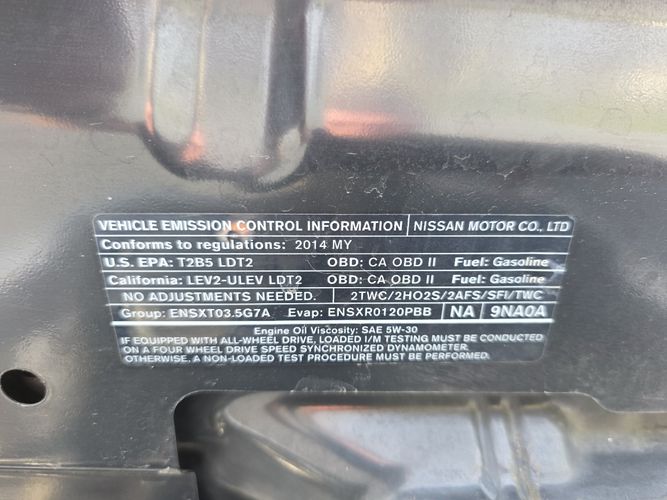 VEHICLE EMISSION CONTROL INFORMATION NISSAN MOTOR CO., LTD
Conforms to regulations: 2014 MY
U.S. EPA: T2B5 LDT2 OBD: CA OBD II Fuel: Gasoline
California: LEV2-ULEV LDT2 OBD: CA OBD II Fuel: Gasoline
NO ADJUSTMENTS NEEDED. 2TWC/2HO2S/2AFS/SFI/TWC
Group: ENSXT03.5G7A Evap: ENSXR0120PBB NA 9NA0A
Engine Oil Viscosity: SAE 5W-30
IF EQUIPPED WITH ALL-WHEEL DRIVE, LOADED I/M TESTING MUST BE CONDUCTED
ON A FOUR WHEEL DRIVE SPEED SYNCHRONIZED DYNAMOMETER.
OTHERWISE, A NON-LOADED TEST PROCEDURE MUST BE PERFORMED.